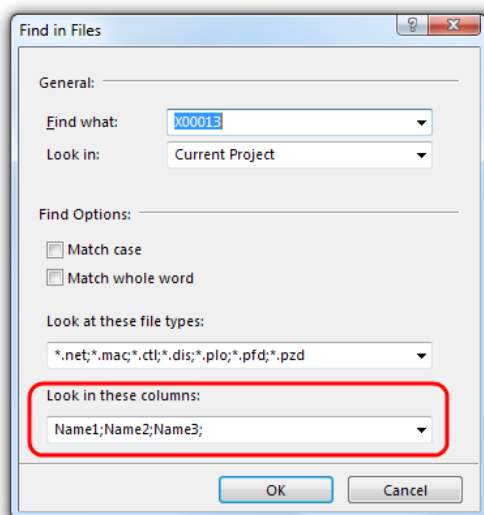 Find in Files
General:
Find what: X00013
Look in: Current Project
Find Options:
Match case
Match whole word
Look at these file types:
*.net;*.mac;*.ctl;*.dis;*.plo;*.pfd;*.pzd
Look in these columns:
Name1;Name2;Name3;
OK Cancel